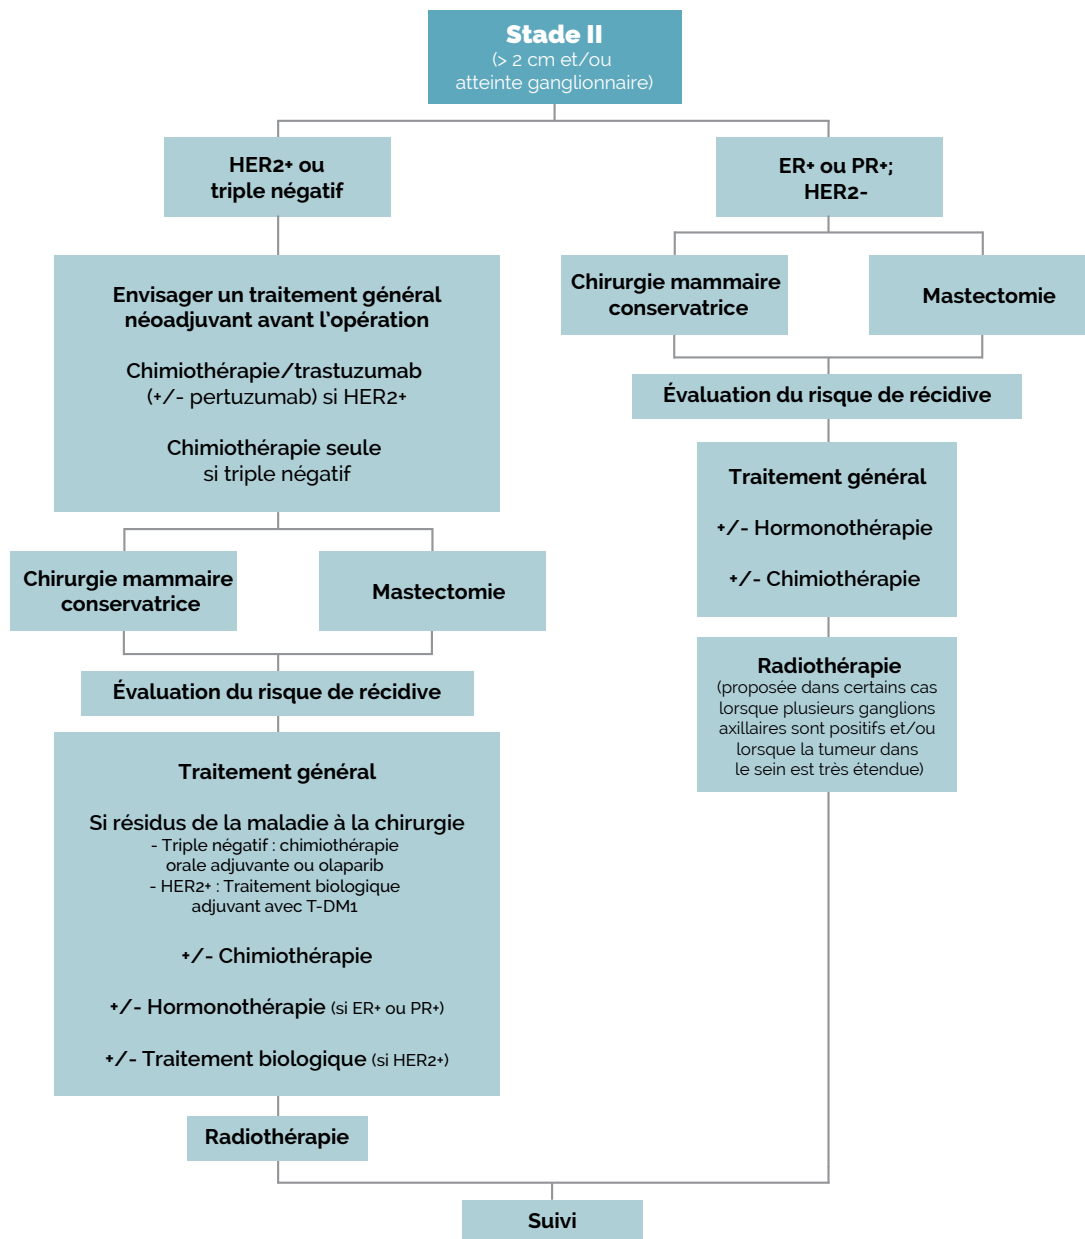 Stade II
(> 2 cm et/ou
atteinte ganglionnaire)
HER2+ ou
triple négatif
Envisager un traitement général
néoadjuvant avant l'opération
Chimiothérapie/trastuzumab
(+/- pertuzumab) si HER2+
Chimiothérapie seule
si triple négatif
Chirurgie mammaire
conservatrice
Mastectomie
Évaluation du risque de récidive
Traitement général
Si résidus de la maladie à la chirurgie
- Triple négatif : chimiothérapie
orale adjuvante ou olaparib
- HER2+ : Traitement biologique
adjuvant avec T-DM1
+/- Chimiothérapie
+/- Hormonothérapie (si ER+ ou PR+)
+/- Traitement biologique (si HER2+)
Radiothérapie
ER+ ou PR+;
HER2-
Chirurgie mammaire
conservatrice
Mastectomie
Évaluation du risque de récidive
Traitement général
+/- Hormonothérapie
+/- Chimiothérapie
Radiothérapie
(proposée dans certains cas
lorsque plusieurs ganglions
axillaires sont positifs et/ou
lorsque la tumeur dans
le sein est très étendue)
Suivi